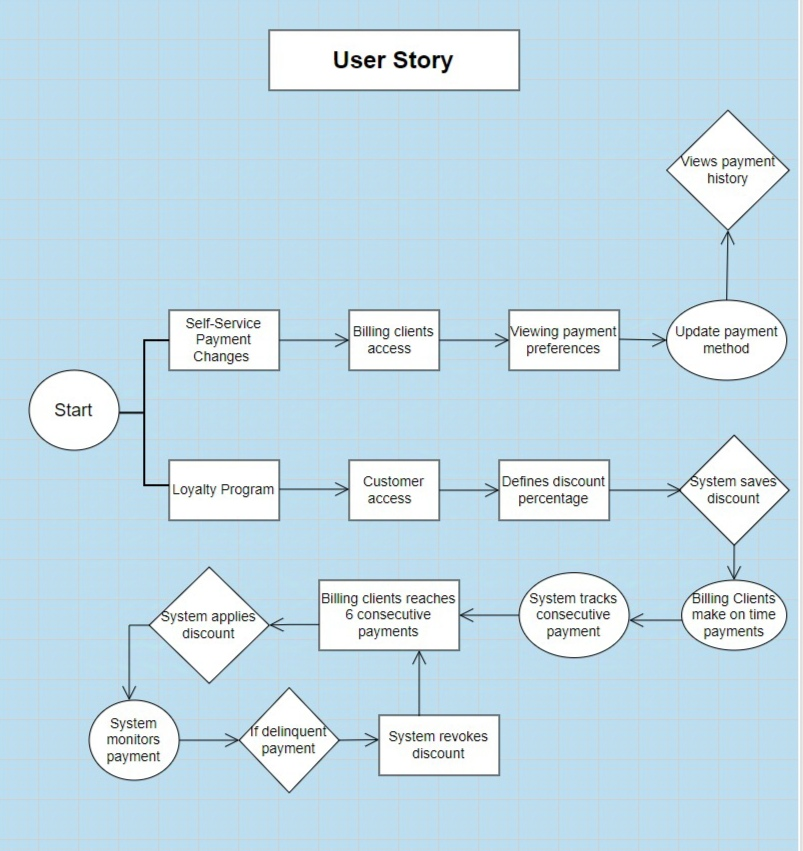 User Story
Views payment
history
Self-Service
Payment
Changes
Billing clients
access
Viewing payment
preferences
Update payment
method
Start
Loyalty Program
Customer
access
Defines discount
percentage
System saves
discount
System applies
discount
Billing clients reaches
6 consecutive
payments
System tracks
consecutive
payment
Billing Clients
make on time
payments
System
monitors
payment
If delinquent
payment
System revokes
discount